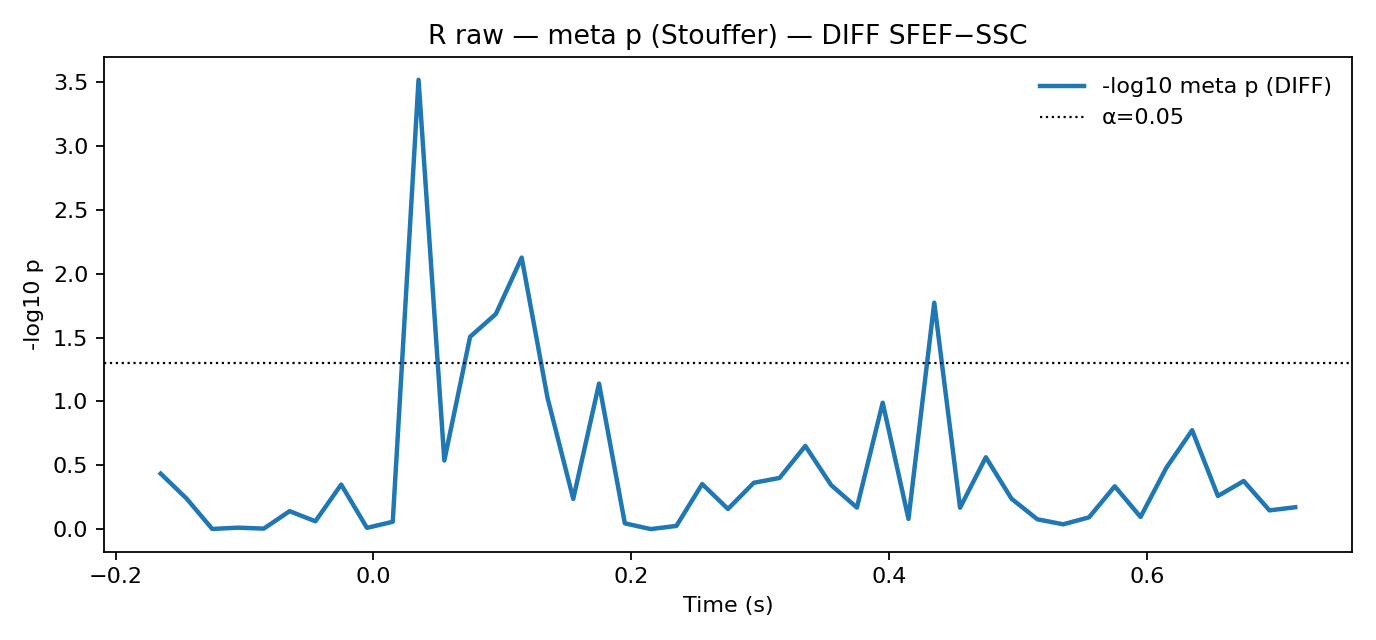 R raw — meta p (Stouffer) — DIFF SFEF−SSC
-log10 meta p (DIFF)
α=0.05
-log10 p
3.5
3.0
2.5
2.0
1.5
1.0
0.5
0.0
−0.2 0.0 0.2 0.4 0.6
Time (s)